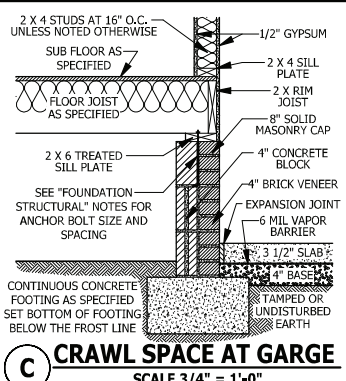 2 X 4 STUDS AT 16" O.C.
UNLESS NOTED OTHERWISE
SUB FLOOR AS
SPECIFIED
FLOOR JOIST
AS SPECIFIED
2 X 6 TREATED
SILL PLATE
SEE "FOUNDATION
STRUCTURAL" NOTES FOR
ANCHOR BOLT SIZE AND
SPACING
CONTINUOUS CONCRETE
FOOTING AS SPECIFIED
SET BOTTOM OF FOOTING
BELOW THE FROST LINE
1/2" GYPSUM
2 X 4 SILL
PLATE
2 X RIM
JOIST
8" SOLID
MASONRY CAP
4" CONCRETE
BLOCK
4" BRICK VENEER
EXPANSION JOINT
6 MIL VAPOR
BARRIER
3 1/2" SLAB
4" BASE
TAMPED OR
UNDISTURBED
EARTH
C
CRAWL SPACE AT GARGE
SCALE 3/4" = 1'-0"